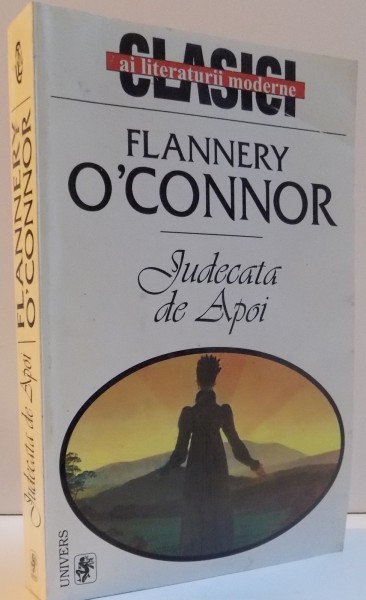 CLASICI
ai literaturii moderne
FLANNERY
O'CONNOR
Judecata
de Apoi
UNIVERS
FLANNERY
O'CONNOR
Judecata de Apoi